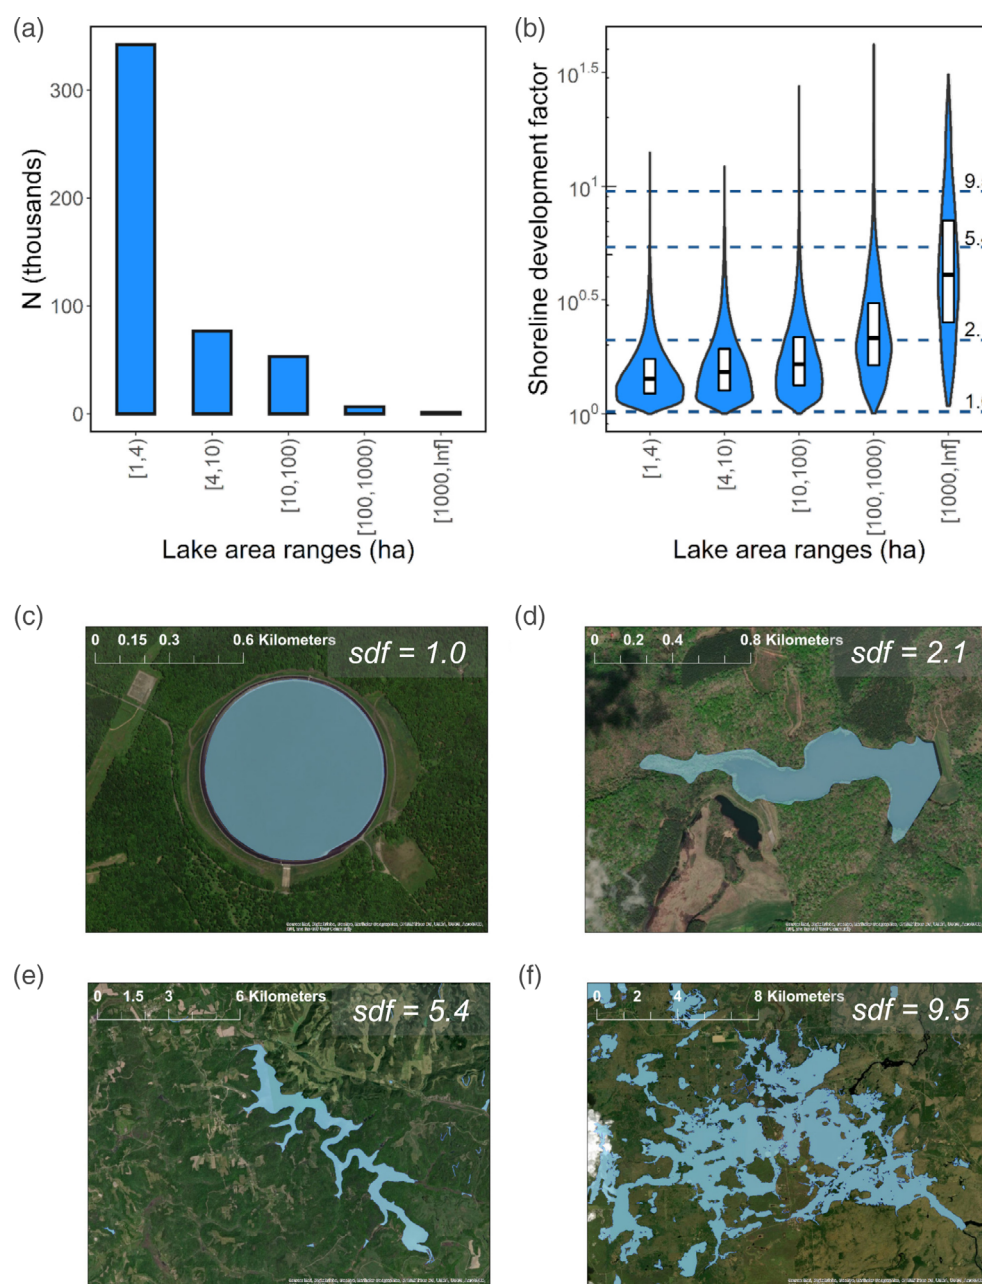 (a)
N (thousands)
300
200
100
0
[1,4)
[4,10)
[10,100)
[100,1000)
[1000,Inf]
Lake area ranges (ha)
(b)
Shoreline development factor
10^1.5
10^1
10^0.5
10^0
9.
5.
2.
1.
[1,4)
[4,10)
[10,100)
[100,1000)
[1000,Inf]
Lake area ranges (ha)
(c)
0 0.15 0.3 0.6 Kilometers
sdf = 1.0
(d)
0 0.2 0.4 0.8 Kilometers
sdf = 2.1
(e)
0 1.5 3 6 Kilometers
sdf = 5.4
(f)
0 2 4 8 Kilometers
sdf = 9.5